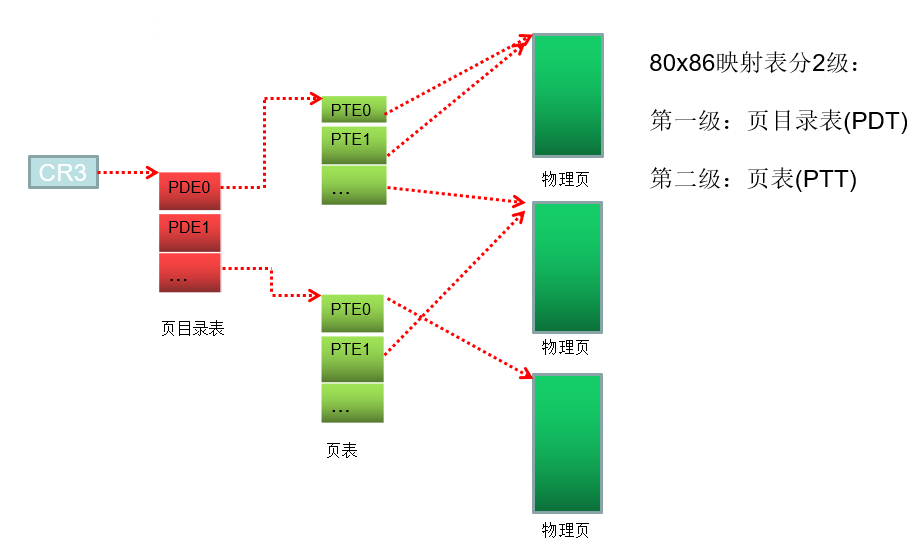 80x86映射表分2级：
第一级：页目录表(PDT)
第二级：页表(PTT)
CR3
PDE0
PDE1
...
页目录表
PTE0
PTE1
...
PTE0
PTE1
...
页表
物理页
物理页
物理页